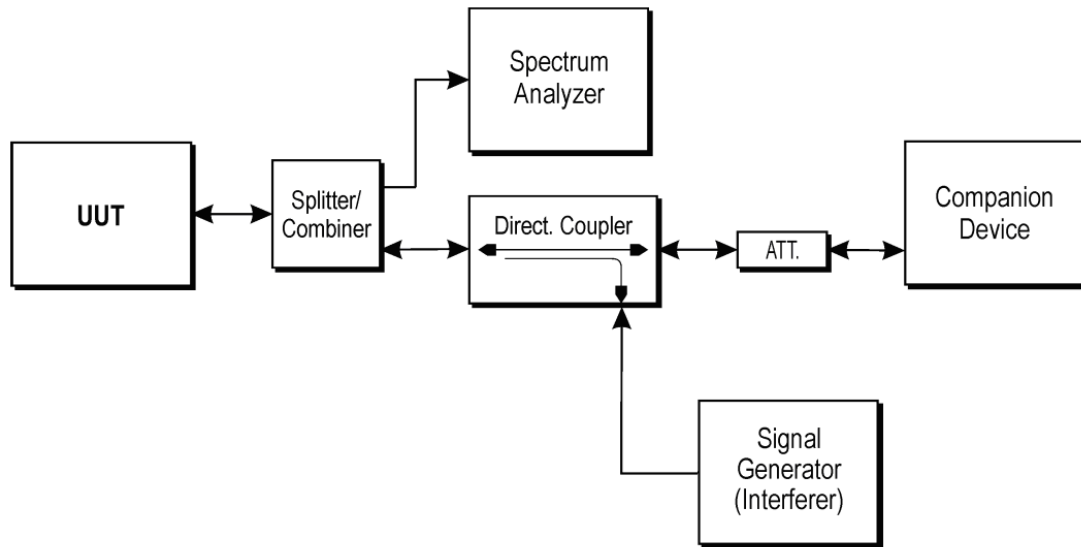 Spectrum
Analyzer
UUT
Splitter/
Combiner
Direct. Coupler
ATT.
Companion
Device
Signal
Generator
(Interferer)